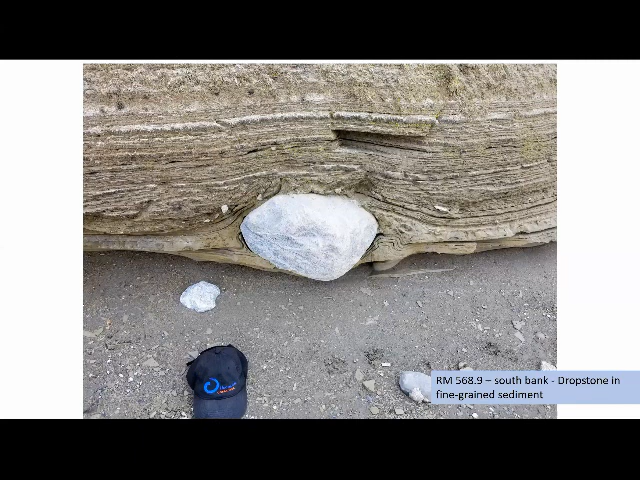 RM 568.9 – south bank - Dropstone in
fine-grained sediment